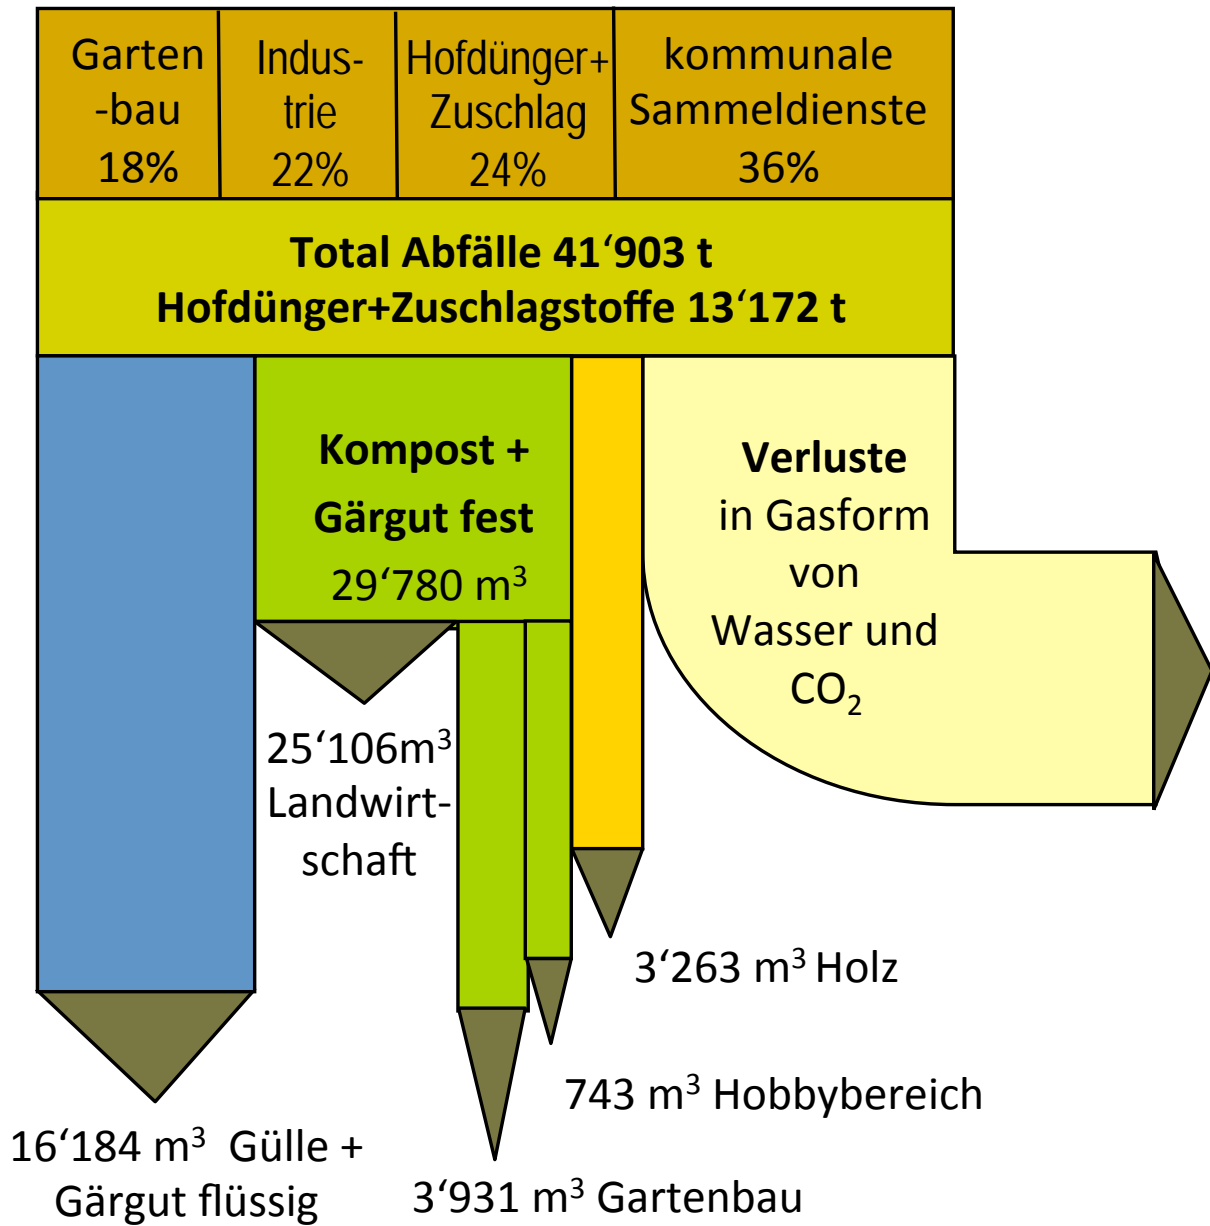 Garten
-bau
18%
Indus-
trie
22%
Hofdünger+
Zuschlag
24%
kommunale
Sammeldienste
36%
Total Abfälle 41‘903 t
Hofdünger+Zuschlagstoffe 13‘172 t
Kompost +
Gärgut fest
29‘780 m³
Verluste
in Gasform
von
Wasser und
CO₂
25‘106m³
Landwirt-
schaft
3‘263 m³ Holz
743 m³ Hobbybereich
16‘184 m³ Gülle +
Gärgut flüssig
3‘931 m³ Gartenbau